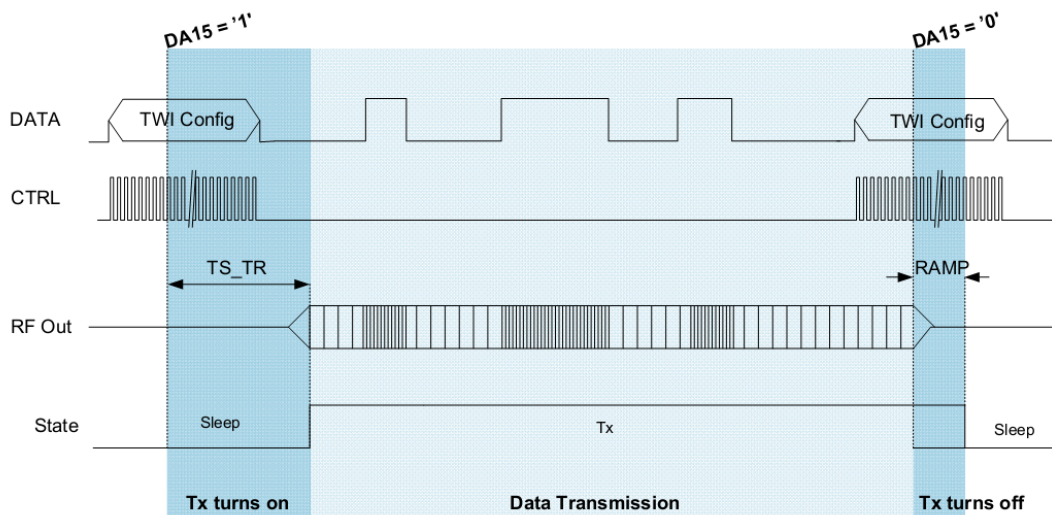 DA15 = '1'
DA15 = '0'
DATA
TWI Config
TWI Config
CTRL
TS_TR
RAMP
RF Out
State
Sleep
Tx
Sleep
Tx turns on
Data Transmission
Tx turns off